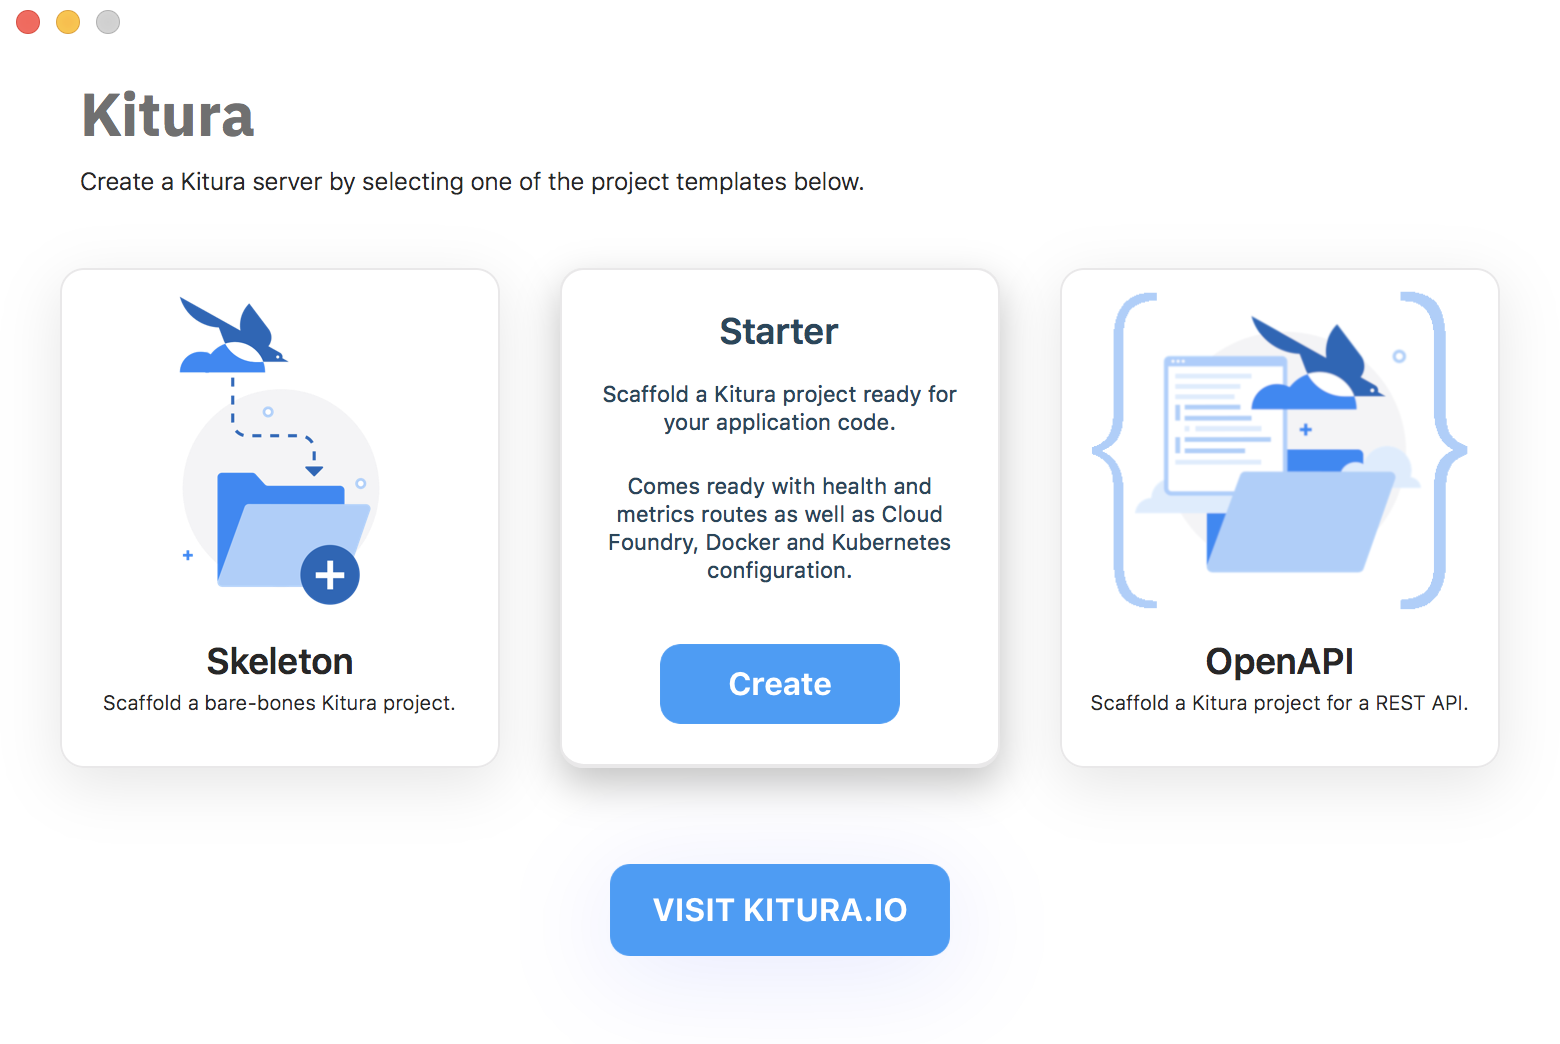 Kitura
Create a Kitura server by selecting one of the project templates below.
Skeleton
Scaffold a bare-bones Kitura project.
Starter
Scaffold a Kitura project ready for
your application code.
Comes ready with health and
metrics routes as well as Cloud
Foundry, Docker and Kubernetes
configuration.
Create
OpenAPI
Scaffold a Kitura project for a REST API.
VISIT KITURA.IO